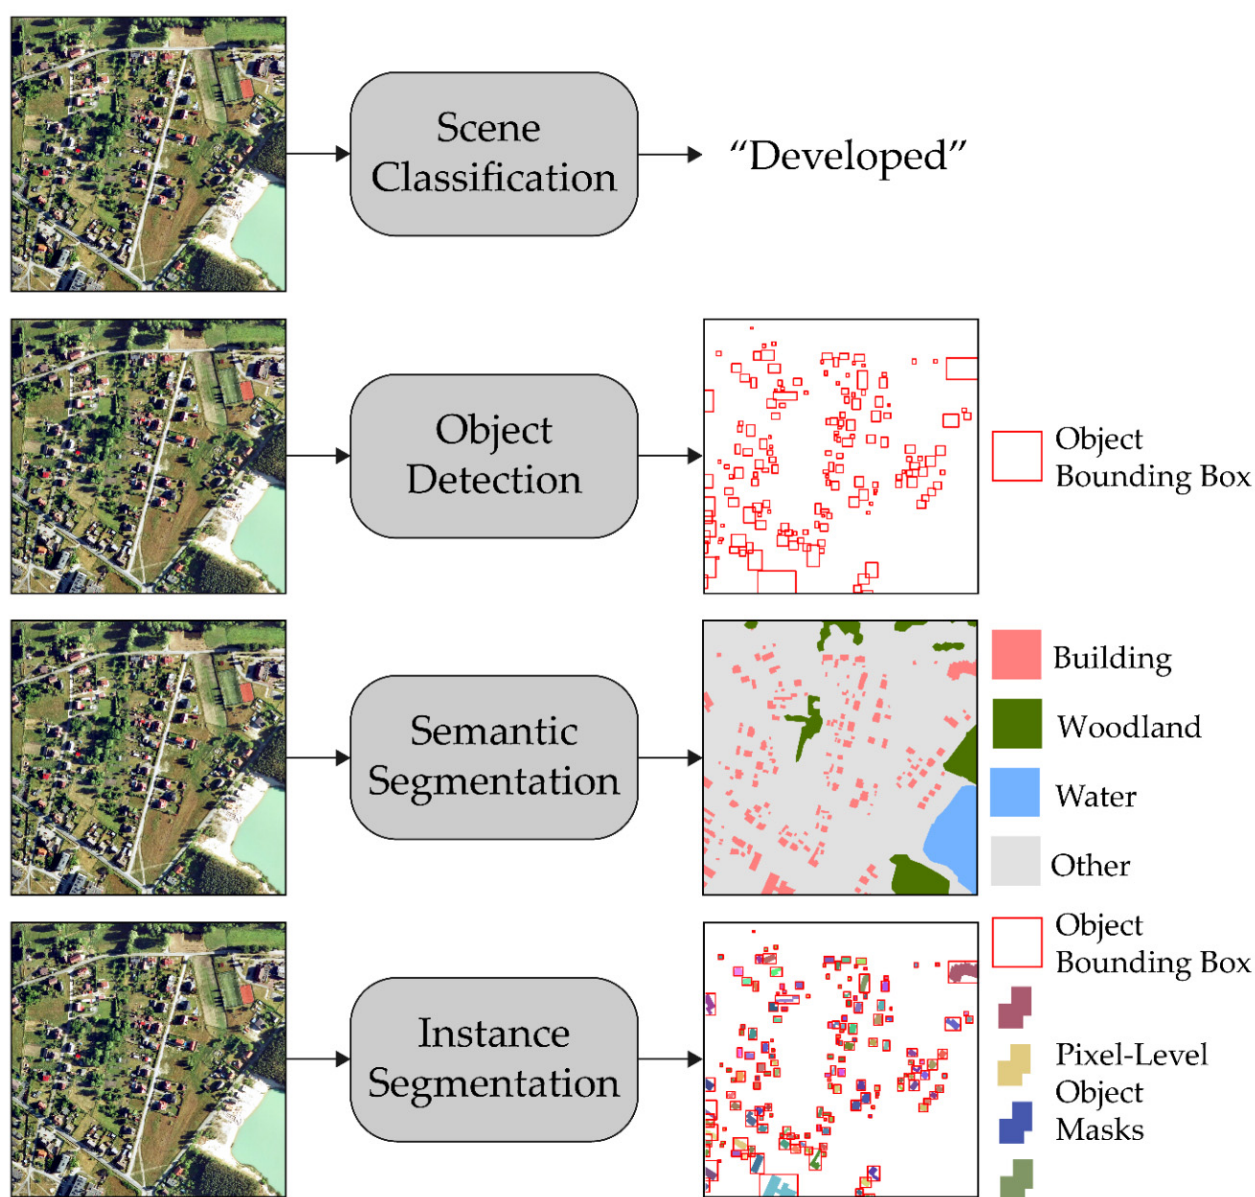 Scene
Classification
“Developed”
Object
Detection
Object
Bounding Box
Semantic
Segmentation
Building
Woodland
Water
Other
Instance
Segmentation
Object
Bounding Box
Pixel-Level
Object
Masks